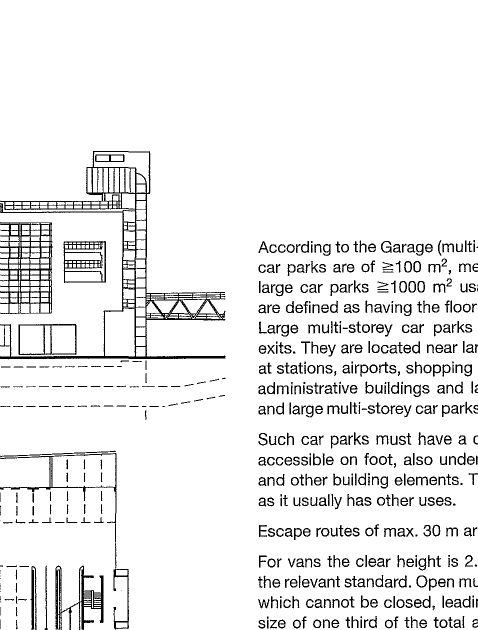 According to the Garage (multi-
car parks are of ≧100 m², me
large car parks ≧1000 m² usa
are defined as having the floor
Large multi-storey car parks
exits. They are located near lar
at stations, airports, shopping
administrative buildings and la
and large multi-storey car parks
Such car parks must have a c
accessible on foot, also under
and other building elements. T
as it usually has other uses.
Escape routes of max. 30 m ar
For vans the clear height is 2.
the relevant standard. Open mu
which cannot be closed, leadin
size of one third of the total a